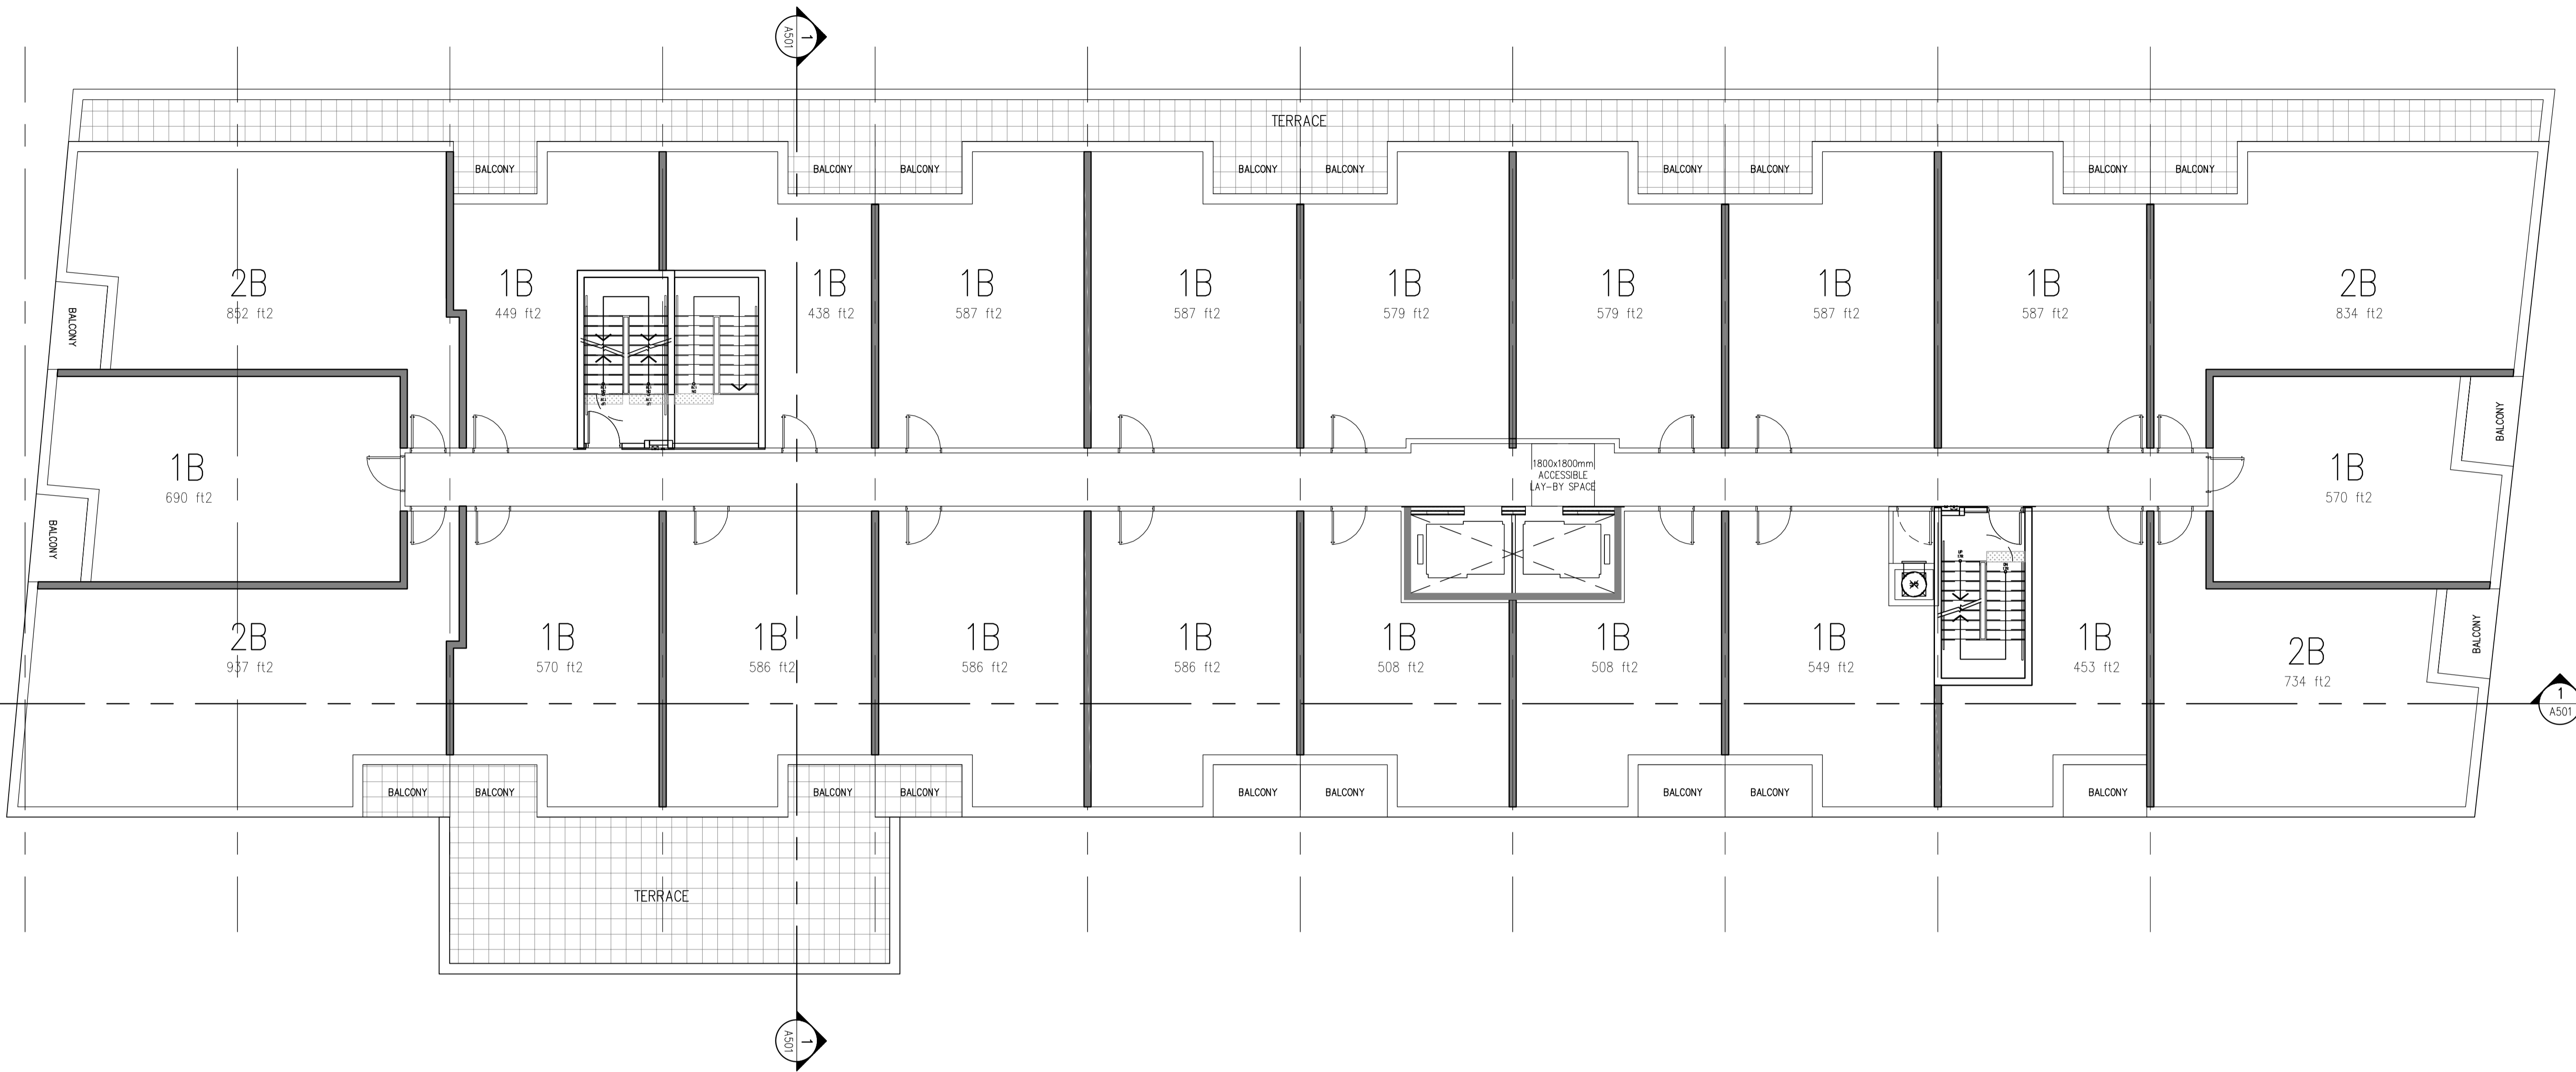 1
A501
TERRACE
BALCONY
BALCONY
BALCONY
BALCONY
BALCONY
BALCONY
BALCONY
BALCONY
BALCONY
2B
852 ft2
1B
449 ft2
1B
438 ft2
1B
587 ft2
1B
587 ft2
1B
579 ft2
1B
579 ft2
1B
587 ft2
1B
587 ft2
2B
834 ft2
BALCONY
BALCONY
1B
690 ft2
1800x1800mm
ACCESSIBLE
LAY-BY SPACE
1B
570 ft2
BALCONY
BALCONY
2B
937 ft2
1B
570 ft2
1B
586 ft2
1B
586 ft2
1B
586 ft2
1B
508 ft2
1B
508 ft2
1B
549 ft2
1B
453 ft2
2B
734 ft2
1
A501
BALCONY
BALCONY
BALCONY
BALCONY
BALCONY
BALCONY
BALCONY
BALCONY
BALCONY
TERRACE
1
A501